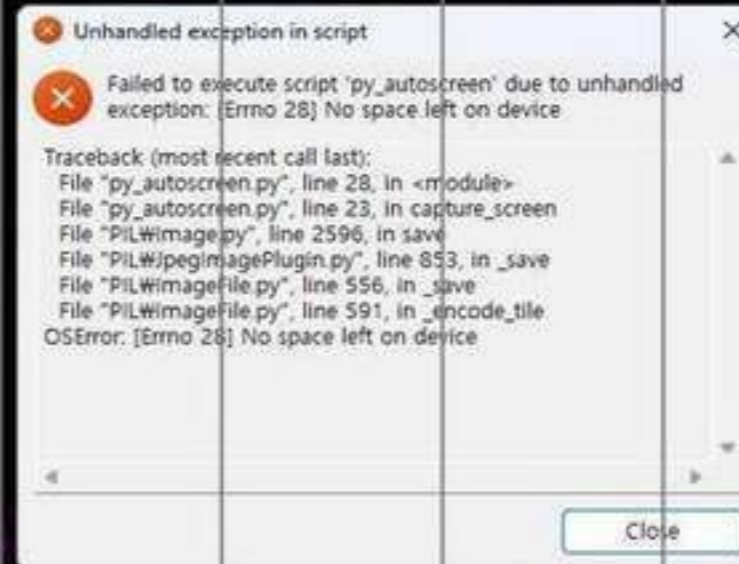 Unhandled exception in script
Failed to execute script 'py_autoscreen' due to unhandled
exception: [Errno 28] No space left on device
Traceback (most recent call last):
File "py_autoscreen.py", line 28, in <module>
File "py_autoscreen.py", line 23, in capture_screen
File "PIL₩Image.py", line 2596, in save
File "PIL₩JpegImagePlugin.py", line 853, in _save
File "PIL₩ImageFile.py", line 556, in _save
File "PIL₩ImageFile.py", line 591, in _encode_tile
OSError: [Errno 28] No space left on device
Close